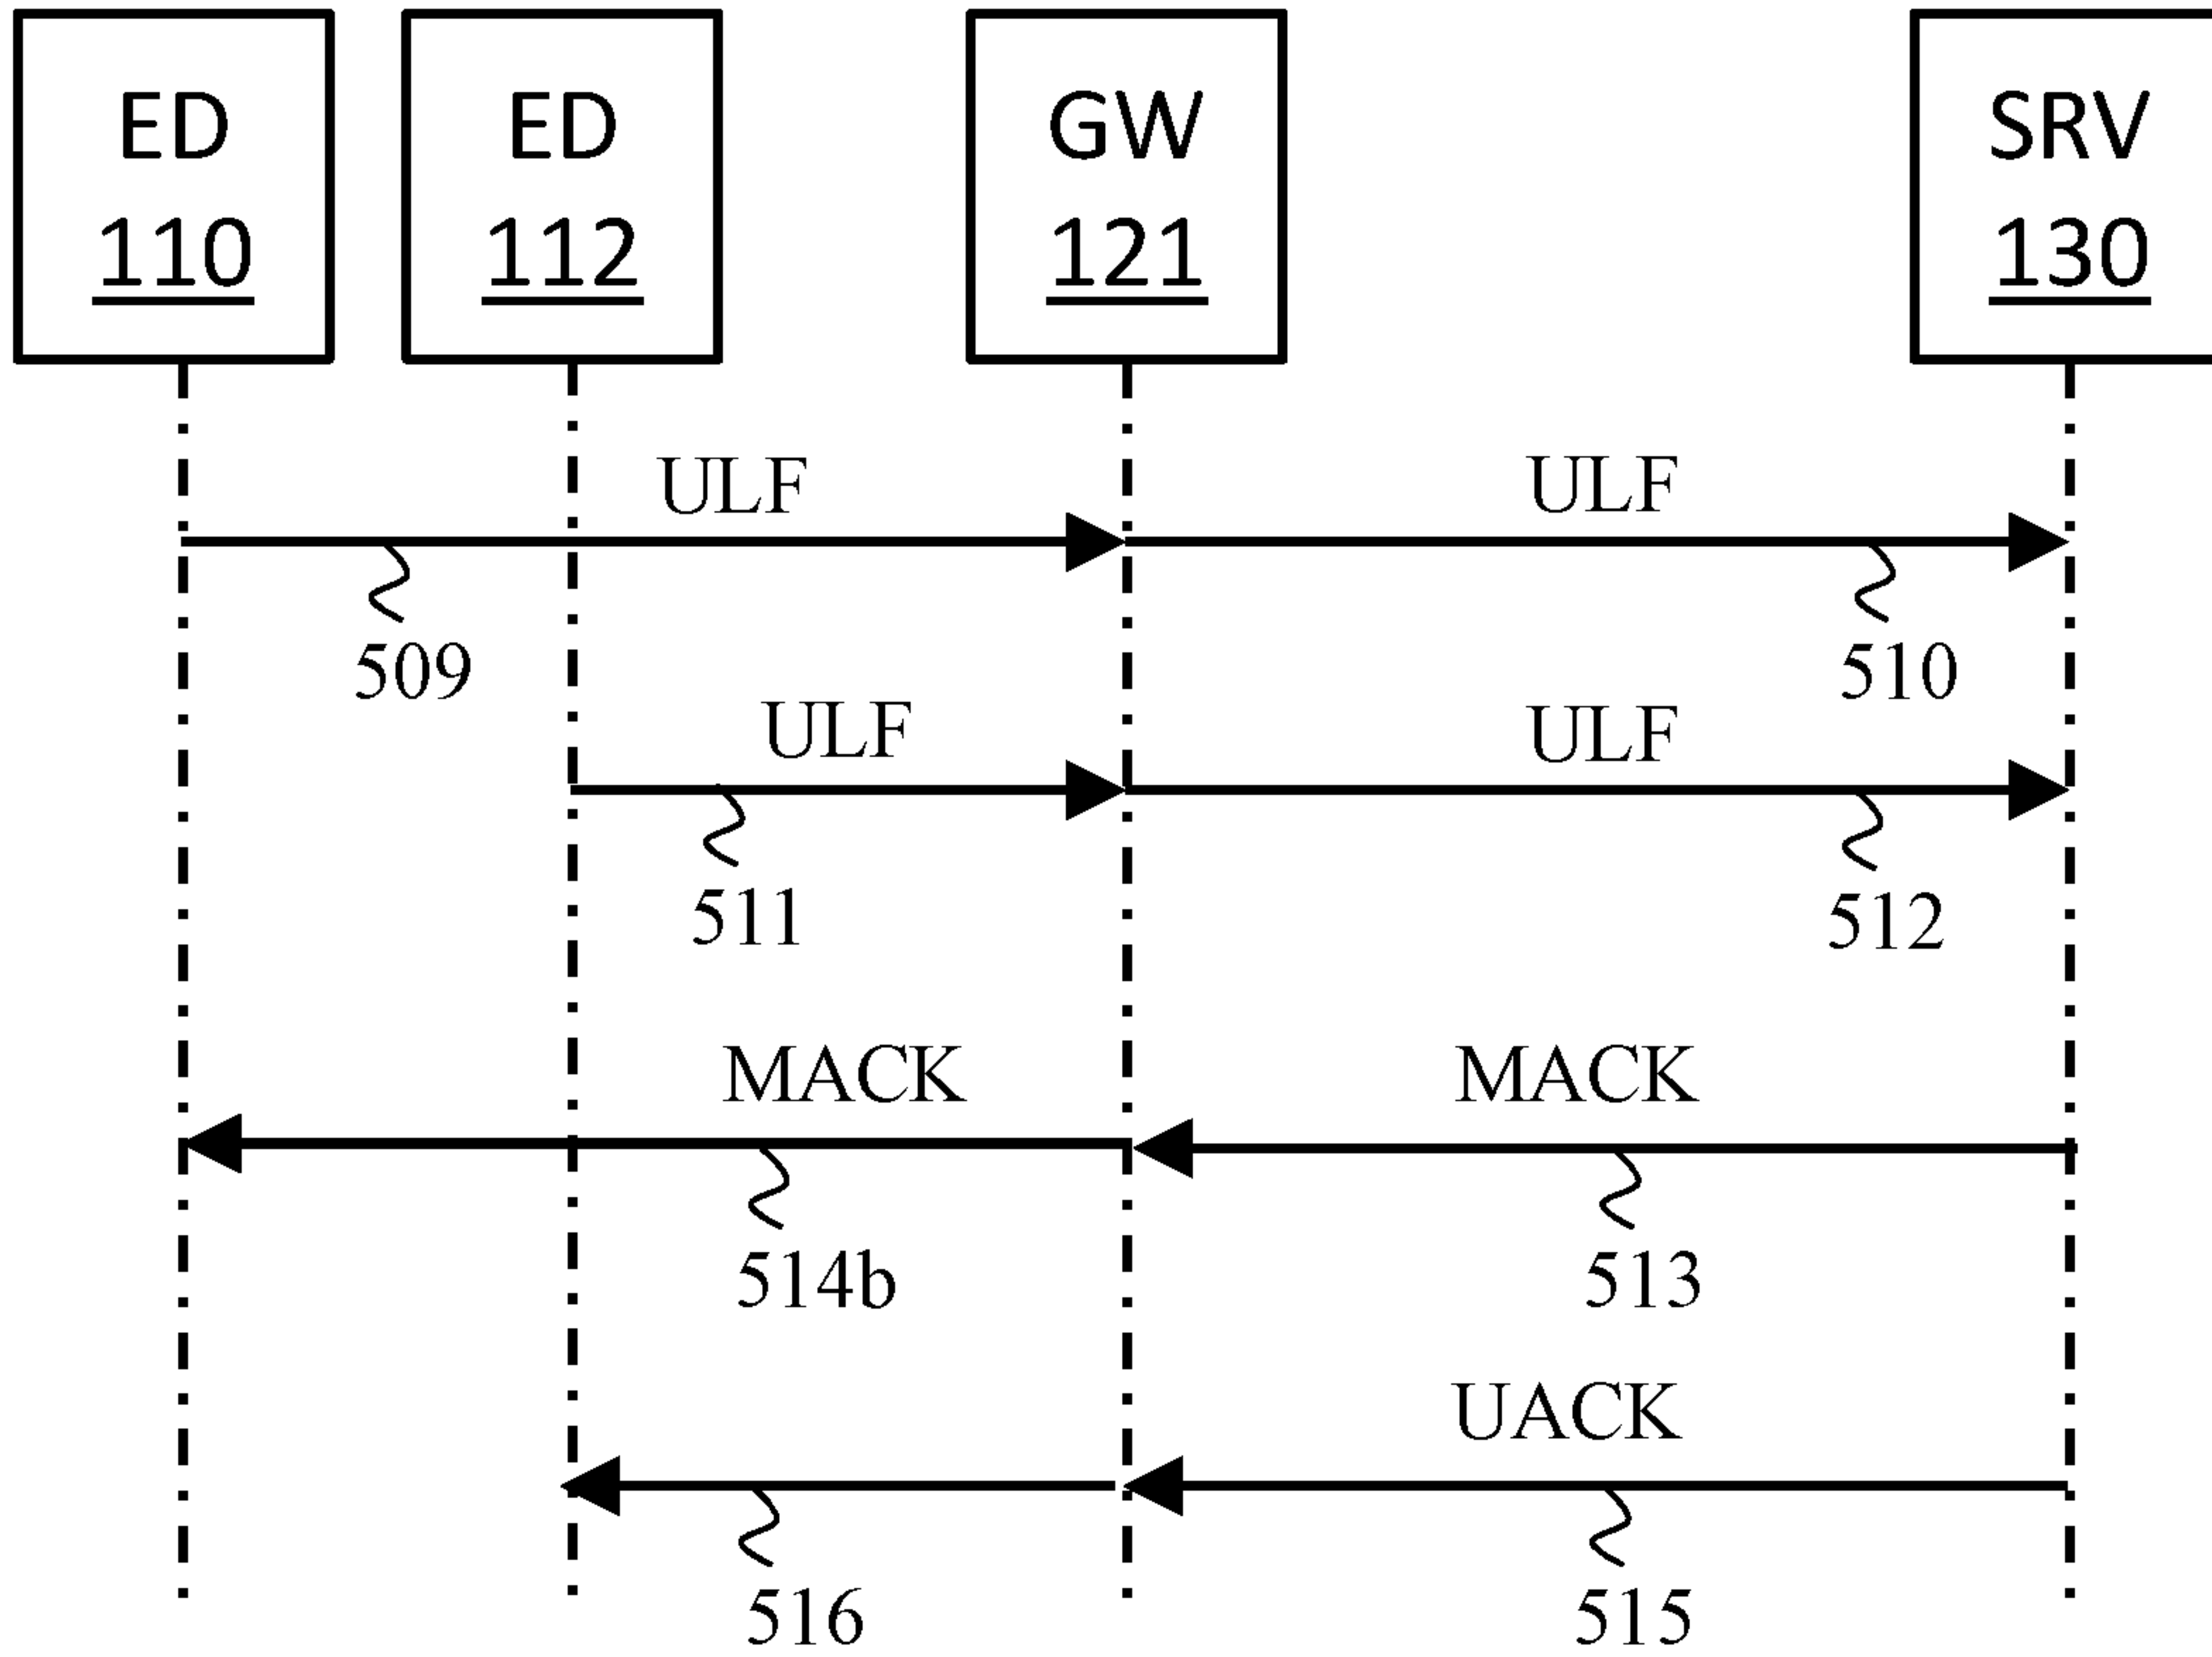 ED
110
ED
112
GW
121
SRV
130
ULF
ULF
509
510
ULF
ULF
511
512
MACK
MACK
514b
513
UACK
516
515